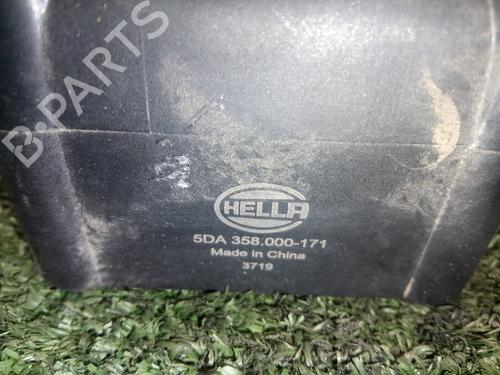 B-PARTS
HELLA
5DA 358.000-171
Made in China
3719